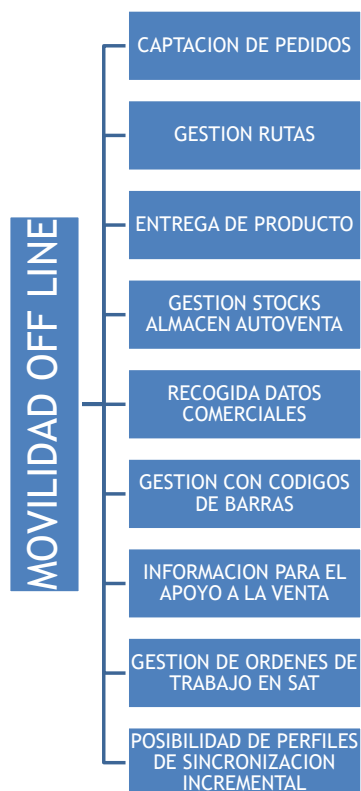 MOVILIDAD OFF LINE
CAPTACION DE PEDIDOS
GESTION RUTAS
ENTREGA DE PRODUCTO
GESTION STOCKS
ALMACEN AUTOVENTA
RECOGIDA DATOS
COMERCIALES
GESTION CON CODIGOS
DE BARRAS
INFORMACION PARA EL
APOYO A LA VENTA
GESTION DE ORDENES DE
TRABAJO EN SAT
POSIBILIDAD DE PERFILES
DE SINCRONIZACION
INCREMENTAL